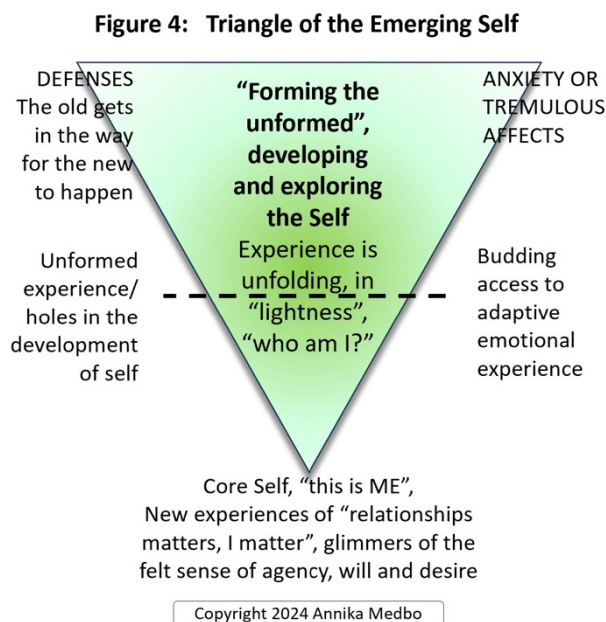 Figure 4:   Triangle of the Emerging Self
DEFENSES
The old gets
in the way
for the new
to happen
“Forming the
unformed”,
developing
and exploring
the Self
Experience is
unfolding, in
“lightness”,
“who am I?”
ANXIETY OR
TREMULOUS
AFFECTS
Unformed
experience/
holes in the
development
of self
Budding
access to
adaptive
emotional
experience
Core Self, “this is ME”,
New experiences of “relationships
matters, I matter”, glimmers of the
felt sense of agency, will and desire
Copyright 2024 Annika Medbo